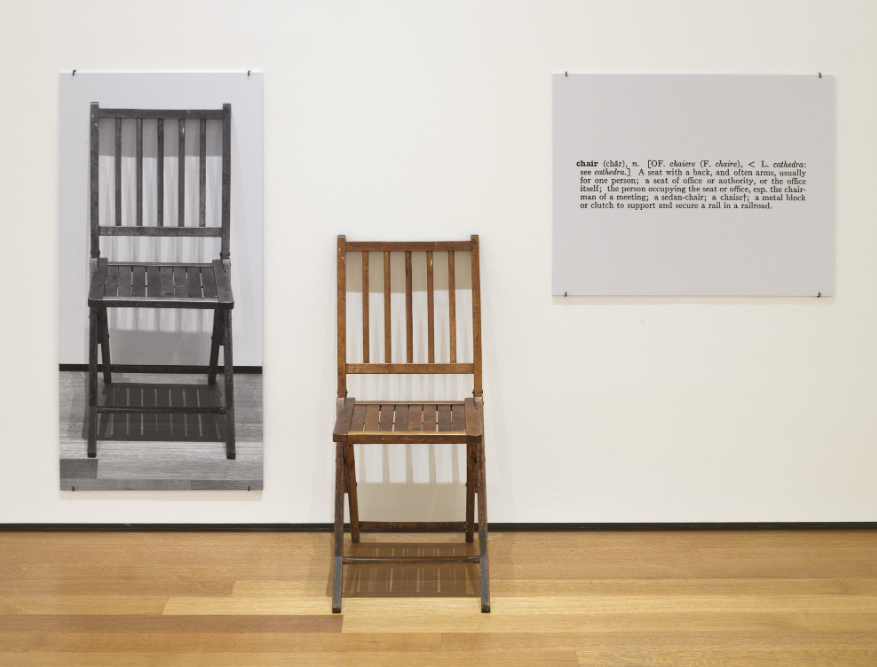 chair (chãr), n. [OF. chaiere (F. chaire), < L. cathedra:
see cathedra.] A seat with a back, and often arms, usually
for one person; a seat of office or authority, or the office
itself; the person occupying the seat or office, esp. the chair-
man of a meeting; a sedan-chair; a chaise†; a metal block
or clutch to support and secure a rail in a railroad.